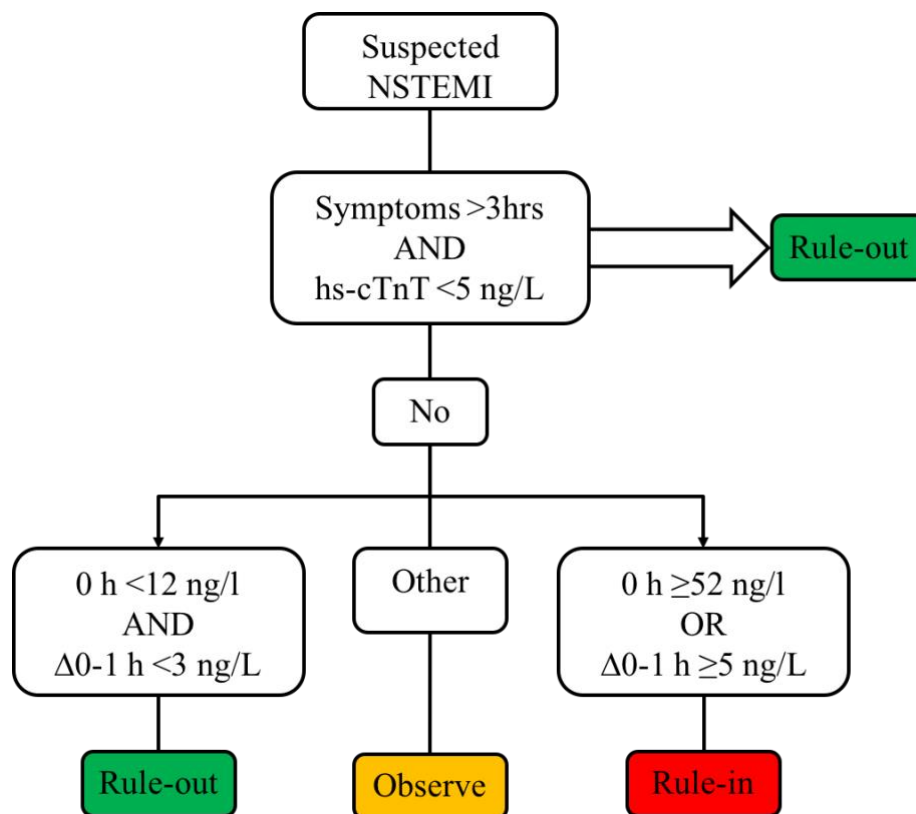 Suspected
NSTEMI
Symptoms >3hrs
AND
hs-cTnT <5 ng/L
Rule-out
No
0 h <12 ng/l
AND
Δ0-1 h <3 ng/L
Other
0 h ≥52 ng/l
OR
Δ0-1 h ≥5 ng/L
Rule-out
Observe
Rule-in